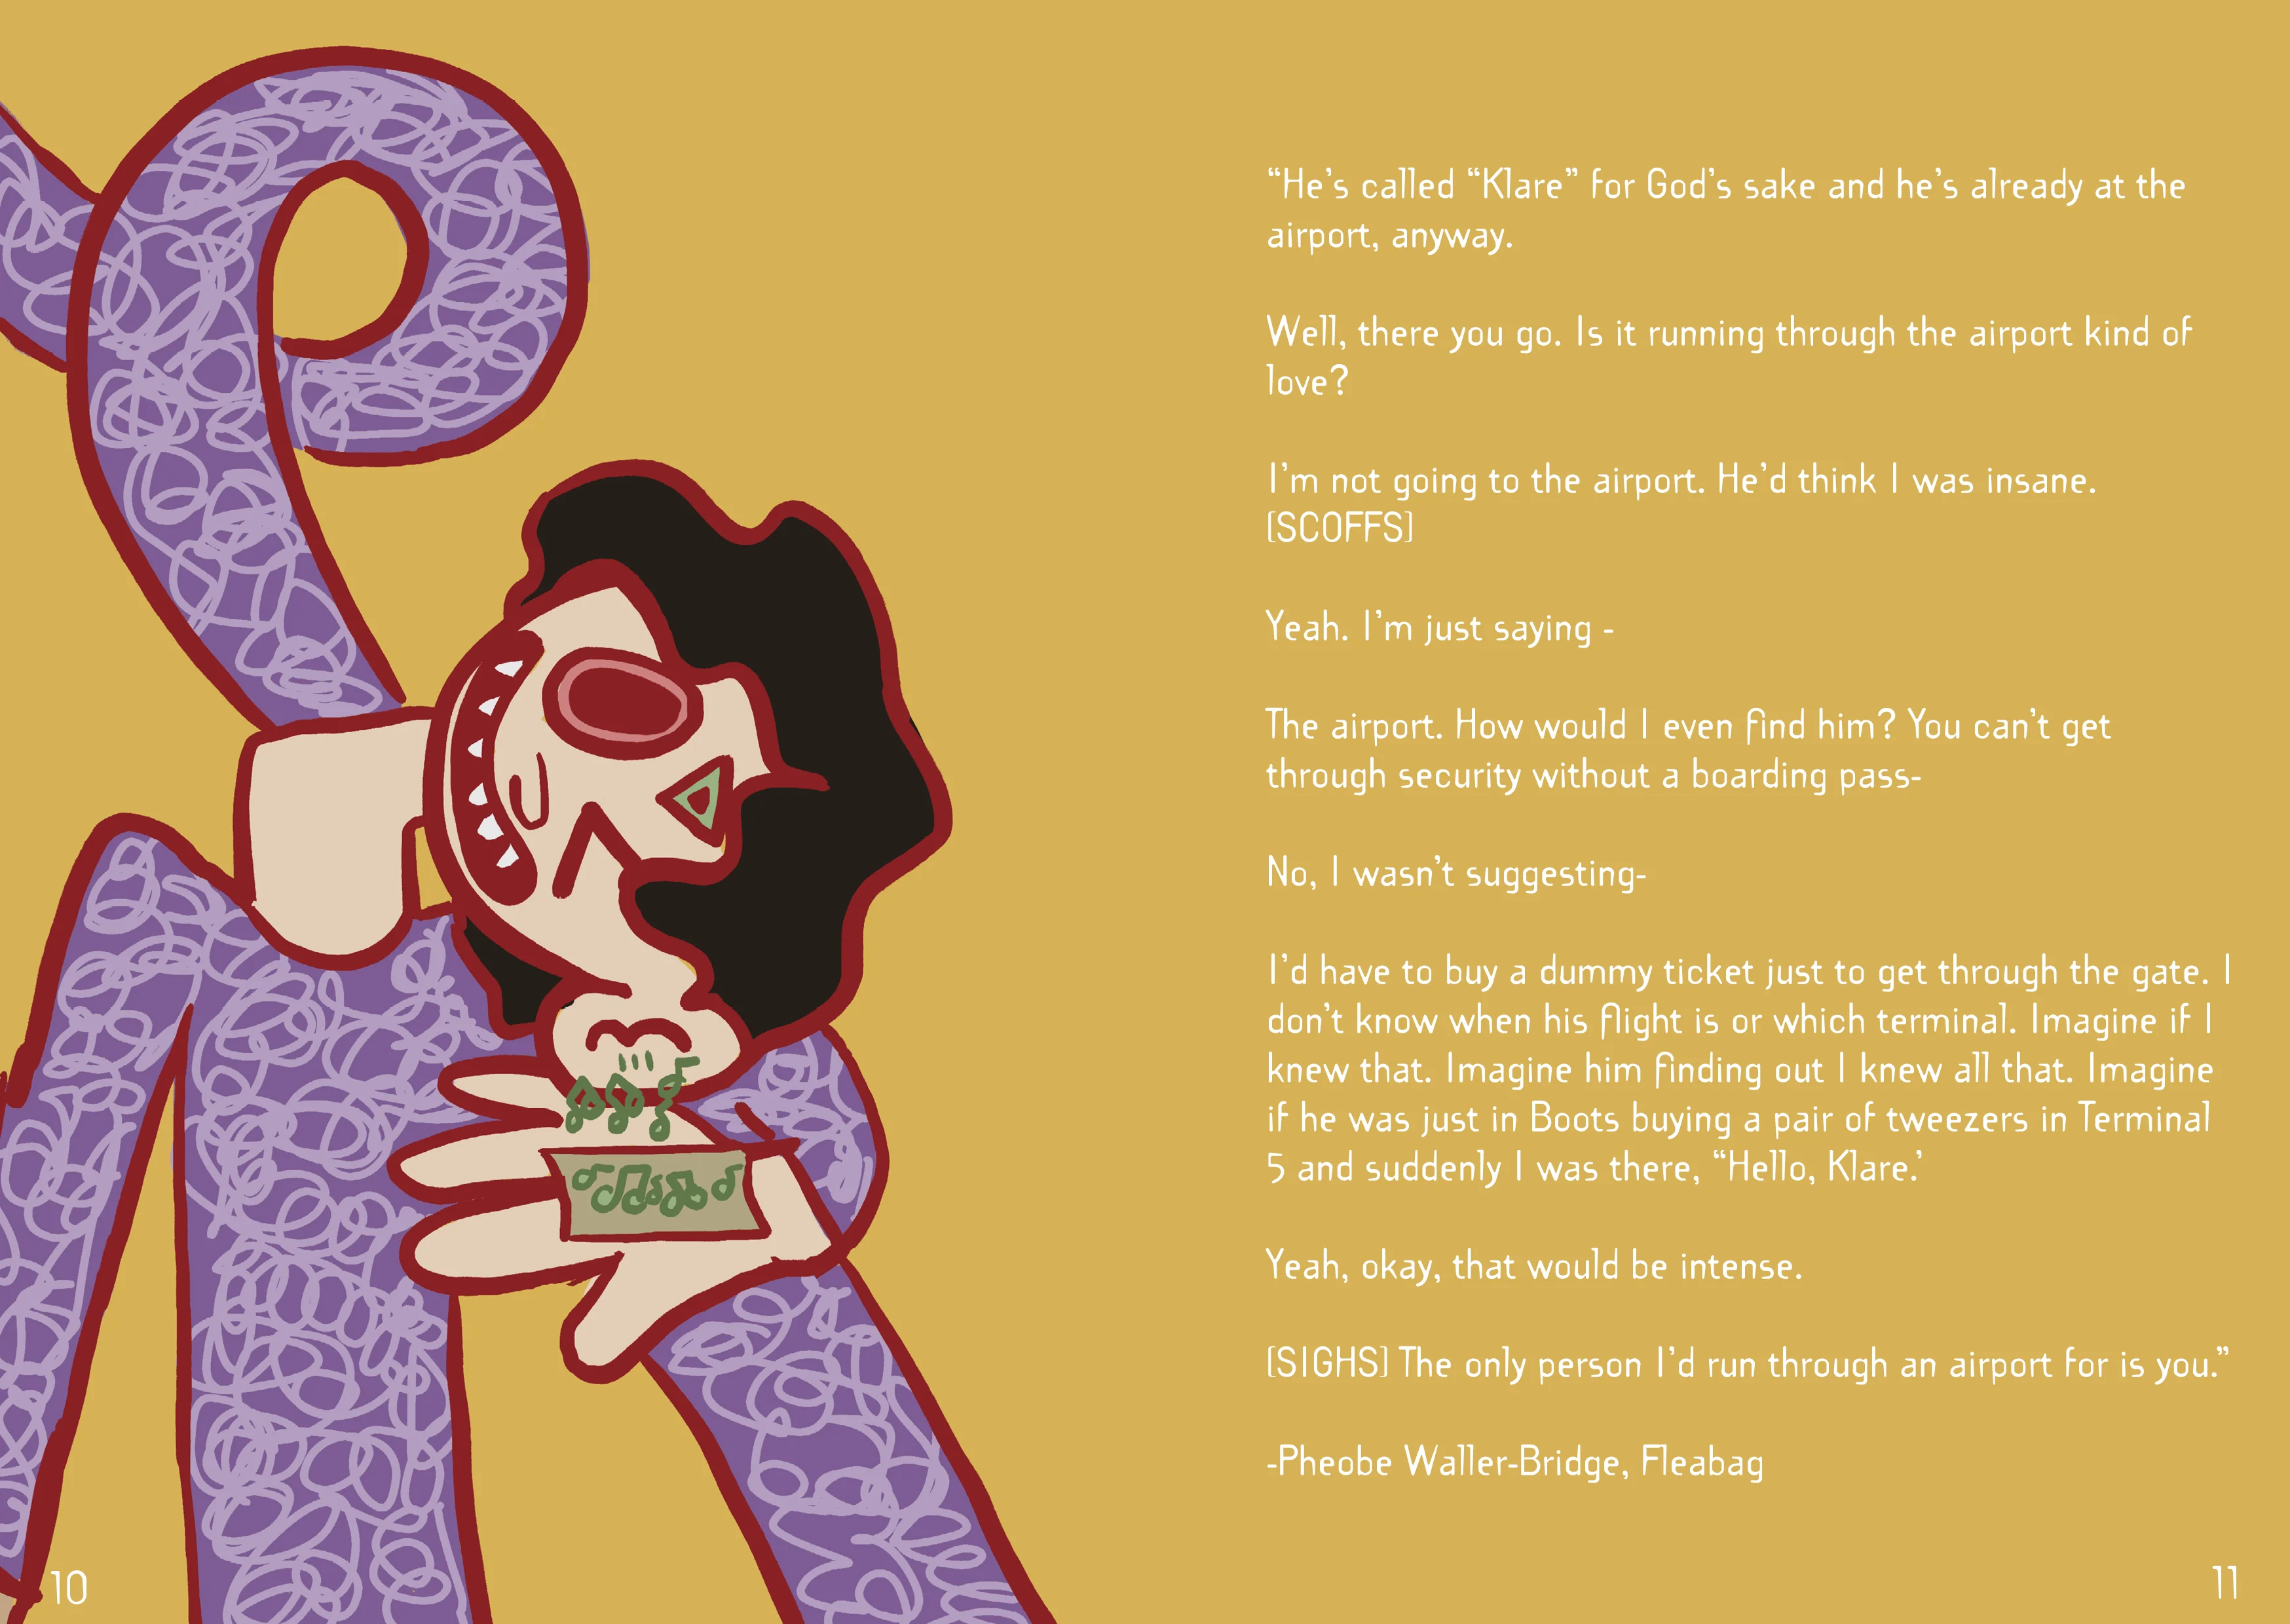 “He’s called “Klare” for God’s sake and he’s already at the
airport, anyway.
Well, there you go. Is it running through the airport kind of
love?
I’m not going to the airport. He’d think I was insane.
[SCOFFS]
Yeah. I’m just saying -
The airport. How would I even find him? You can’t get
through security without a boarding pass-
No, I wasn’t suggesting-
I’d have to buy a dummy ticket just to get through the gate. I
don’t know when his flight is or which terminal. Imagine if I
knew that. Imagine him finding out I knew all that. Imagine
if he was just in Boots buying a pair of tweezers in Terminal
5 and suddenly I was there, “Hello, Klare.’
Yeah, okay, that would be intense.
[SIGHS] The only person I’d run through an airport for is you.”
-Pheobe Waller-Bridge, Fleabag
10
11